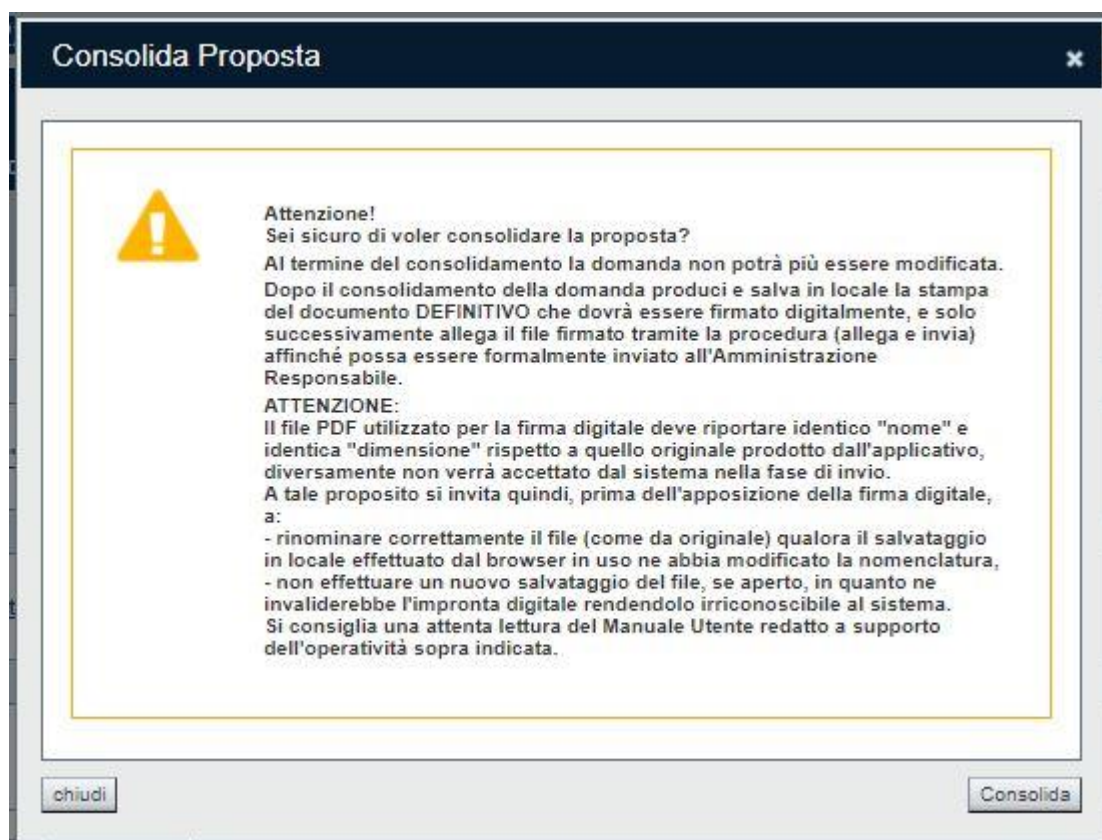 Consolida Proposta
Attenzione!
Sei sicuro di voler consolidare la proposta?
Al termine del consolidamento la domanda non potrà più essere modificata.
Dopo il consolidamento della domanda produci e salva in locale la stampa
del documento DEFINITIVO che dovrà essere firmato digitalmente, e solo
successivamente allega il file firmato tramite la procedura (allega e invia)
affinché possa essere formalmente inviato all'Amministrazione
Responsabile.
ATTENZIONE:
Il file PDF utilizzato per la firma digitale deve riportare identico "nome" e
identica "dimensione" rispetto a quello originale prodotto dall'applicativo,
diversamente non verrà accettato dal sistema nella fase di invio.
A tale proposito si invita quindi, prima dell'apposizione della firma digitale,
a:
- rinominare correttamente il file (come da originale) qualora il salvataggio
in locale effettuato dal browser in uso ne abbia modificato la nomenclatura,
- non effettuare un nuovo salvataggio del file, se aperto, in quanto ne
invaliderebbe l'impronta digitale rendendolo irriconoscibile al sistema.
Si consiglia una attenta lettura del Manuale Utente redatto a supporto
dell'operatività sopra indicata.
chiudi
Consolida